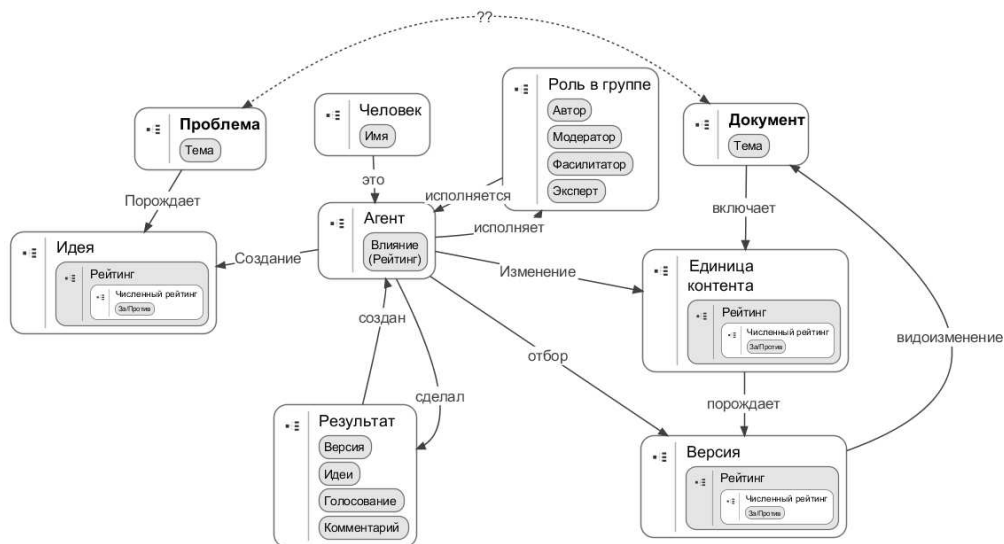 ??
Проблема
Тема
Человек
Имя
Роль в группе
Автор
Модератор
Фасилитатор
Эксперт
Документ
Тема
Порождает
это
исполняется
исполняет
включает
Идея
Рейтинг
Численный рейтинг
За/Против
Создание
Агент
Влияние
(Рейтинг)
Изменение
Единица
контента
Рейтинг
Численный рейтинг
За/Против
видоизменение
создан
отбор
сделал
порождает
Результат
Версия
Идеи
Голосование
Комментарий
Версия
Рейтинг
Численный рейтинг
За/Против